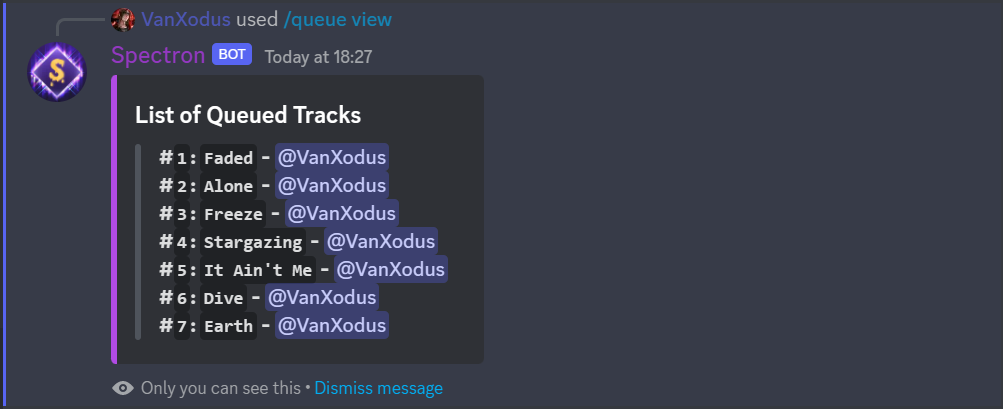 VanXodus used /queue view
Spectron BOT Today at 18:27
List of Queued Tracks
#1: Faded - @VanXodus
#2: Alone - @VanXodus
#3: Freeze - @VanXodus
#4: Stargazing - @VanXodus
#5: It Ain't Me - @VanXodus
#6: Dive - @VanXodus
#7: Earth - @VanXodus
Only you can see this • Dismiss message